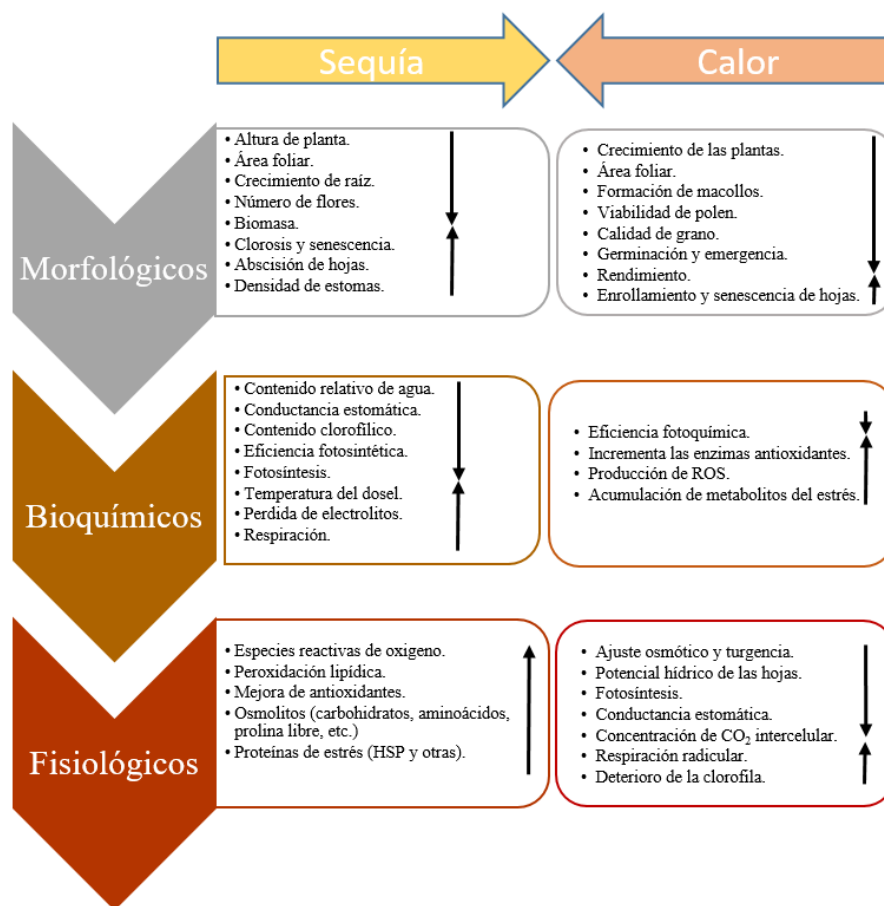 Sequía
Calor
Morfológicos
• Altura de planta.
• Área foliar.
• Crecimiento de raíz.
• Número de flores.
• Biomasa.
• Clorosis y senescencia.
• Abscisión de hojas.
• Densidad de estomas.
• Crecimiento de las plantas.
• Área foliar.
• Formación de macollos.
• Viabilidad de polen.
• Calidad de grano.
• Germinación y emergencia.
• Rendimiento.
• Enrollamiento y senescencia de hojas.
Bioquímicos
• Contenido relativo de agua.
• Conductancia estomática.
• Contenido clorofílico.
• Eficiencia fotosintética.
• Fotosíntesis.
• Temperatura del dosel.
• Perdida de electrolitos.
• Respiración.
• Eficiencia fotoquímica.
• Incrementa las enzimas antioxidantes.
• Producción de ROS.
• Acumulación de metabolitos del estrés.
Fisiológicos
• Especies reactivas de oxigeno.
• Peroxidación lipídica.
• Mejora de antioxidantes.
• Osmolitos (carbohidratos, aminoácidos,
prolina libre, etc.)
• Proteínas de estrés (HSP y otras).
• Ajuste osmótico y turgencia.
• Potencial hídrico de las hojas.
• Fotosíntesis.
• Conductancia estomática.
• Concentración de CO₂ intercelular.
• Respiración radicular.
• Deterioro de la clorofila.